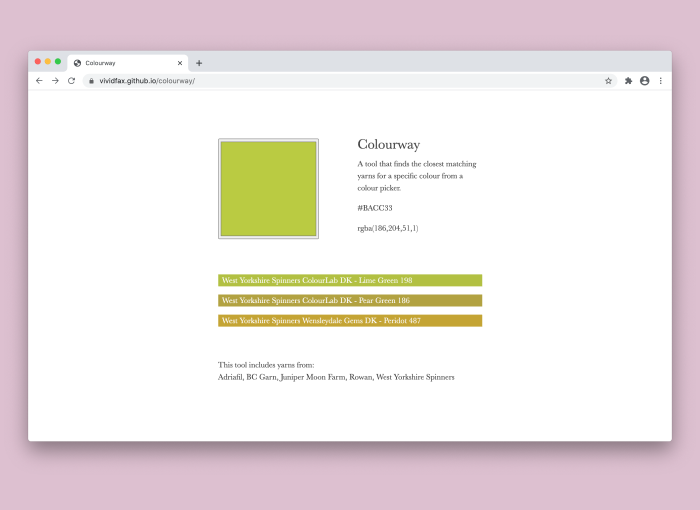 Colourway
vividfax.github.io/colourway/
Colourway
A tool that finds the closest matching
yarns for a specific colour from a
colour picker.
#BACC33
rgba(186,204,51,1)
West Yorkshire Spinners ColourLab DK - Lime Green 198
West Yorkshire Spinners ColourLab DK - Pear Green 186
West Yorkshire Spinners Wensleydale Gems DK - Peridot 487
This tool includes yarns from:
Adriafil, BC Garn, Juniper Moon Farm, Rowan, West Yorkshire Spinners